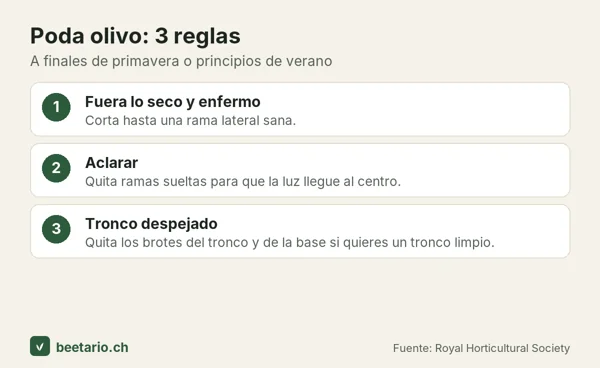 Poda olivo: 3 reglas
A finales de primavera o principios de verano
1
Fuera lo seco y enfermo
Corta hasta una rama lateral sana.
2
Aclarar
Quita ramas sueltas para que la luz llegue al centro.
3
Tronco despejado
Quita los brotes del tronco y de la base si quieres un tronco limpio.
beetario.ch
Fuente: Royal Horticultural Society